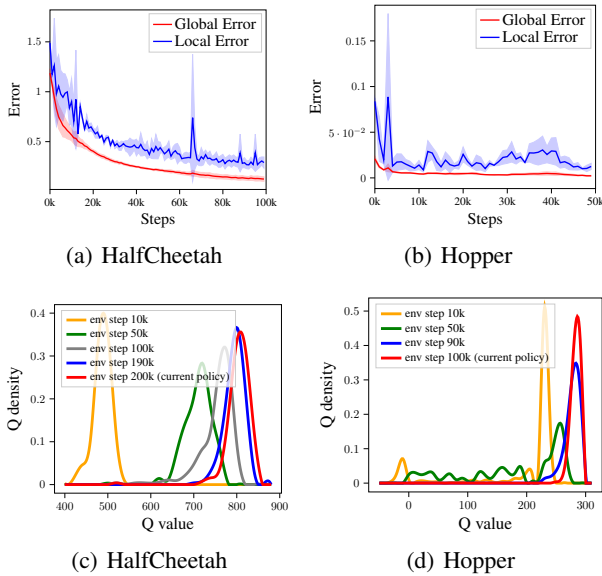 Global Error
Local Error
1.5
1
0.5
Error
0k
20k
40k
60k
80k
100k
Steps
(a) HalfCheetah
Global Error
Local Error
0.15
0.1
5 · 10⁻²
0
Error
0k
10k
20k
30k
40k
50k
Steps
(b) Hopper
env step 10k
env step 50k
env step 100k
env step 190k
env step 200k (current policy)
0.4
0.3
0.2
0.1
0
Q density
400
500
600
700
800
900
Q value
(c) HalfCheetah
env step 10k
env step 50k
env step 90k
env step 100k (current policy)
0.5
0.4
0.3
0.2
0.1
0
Q density
0
100
200
300
Q value
(d) Hopper